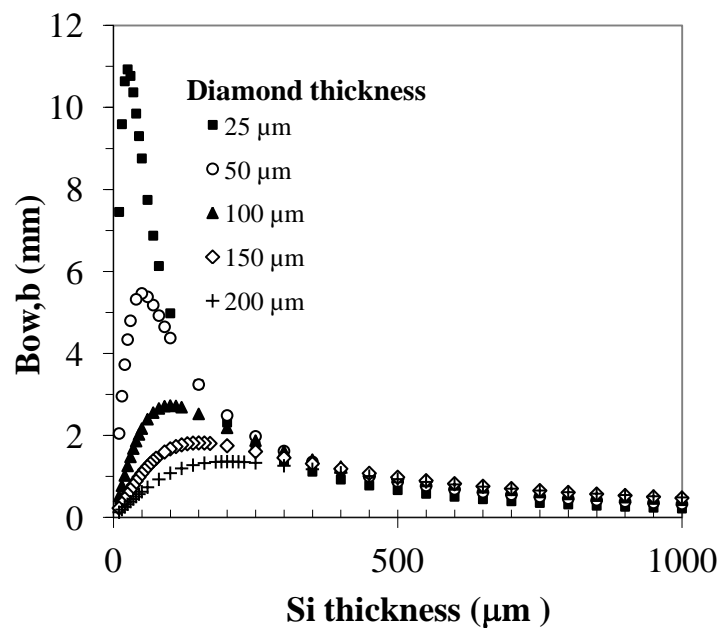 12
10
8
6
4
2
0
Bow,b (mm)
Diamond thickness
25 µm
50 µm
100 µm
150 µm
200 µm
0
500
1000
Si thickness (µm )